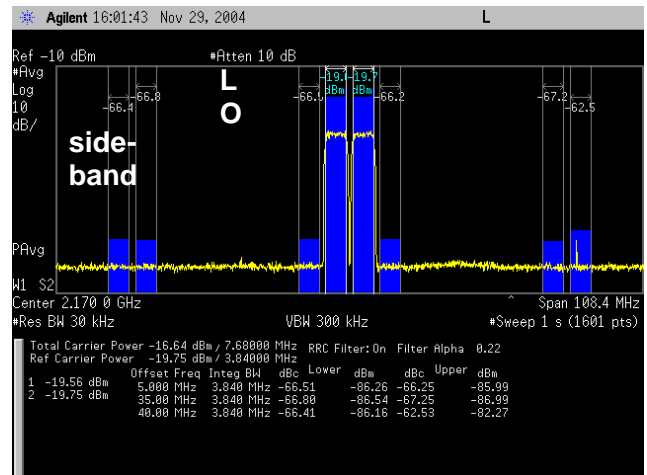 Agilent 16:01:43 Nov 29, 2004 L
Ref -10 dBm #Atten 10 dB
#Avg
Log
10
dB/
-66.4
-66.8
-66.5
-19.7
dBm
dBm
-66.2
-67.2
-62.5
L
O
side-
band
PAvg
W1 S2
Center 2.170 0 GHz Span 108.4 MHz
#Res BW 30 kHz VBW 300 kHz #Sweep 1 s (1601 pts)
Total Carrier Power -16.64 dBm/ 7.68000 MHz RRC Filter: On Filter Alpha 0.22
Ref Carrier Power -19.75 dBm/ 3.84000 MHz
Offset Freq Integ BW dBc Lower dBm dBc Upper dBm
1 -19.56 dBm 5.000 MHz 3.840 MHz -66.51 -86.26 -66.25 -85.99
2 -19.75 dBm 35.00 MHz 3.840 MHz -66.80 -86.54 -67.25 -86.99
40.00 MHz 3.840 MHz -66.41 -86.16 -62.53 -82.27